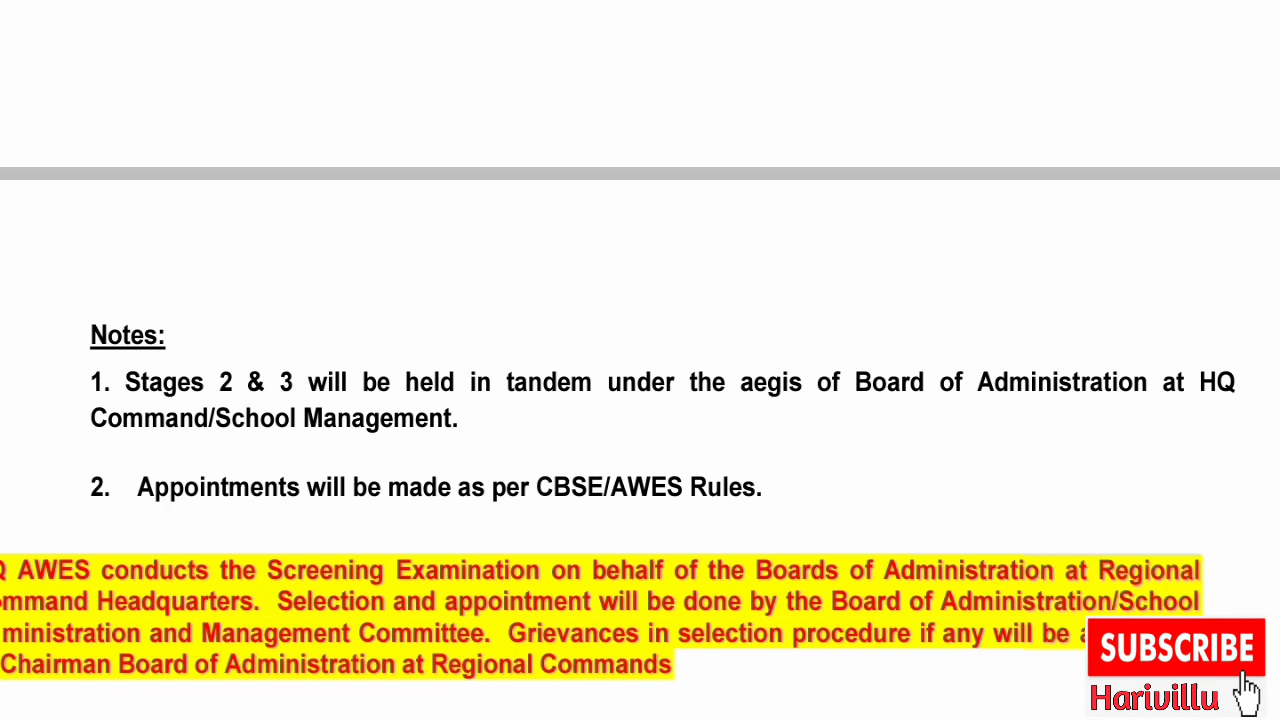 Notes:
1. Stages 2 & 3 will be held in tandem under the aegis of Board of Administration at HQ
Command/School Management.
2. Appointments will be made as per CBSE/AWES Rules.
AWES conducts the Screening Examination on behalf of the Boards of Administration at Regional
Headquarters. Selection and appointment will be done by the Board of Administration/School
and Management Committee. Grievances in selection procedure if any will be
Chairman Board of Administration at Regional Commands
SUBSCRIBE
Harivillu